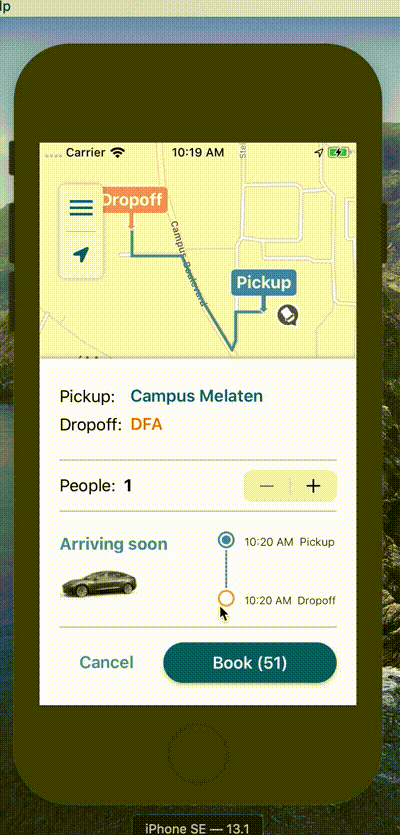 lp
Carrier
10:19 AM
Dropoff
Campus Boulevard
Pickup
Pickup: Campus Melaten
Dropoff: DFA
People: 1
Arriving soon
10:20 AM Pickup
10:20 AM Dropoff
Cancel
Book (51)
iPhone SE — 13.1